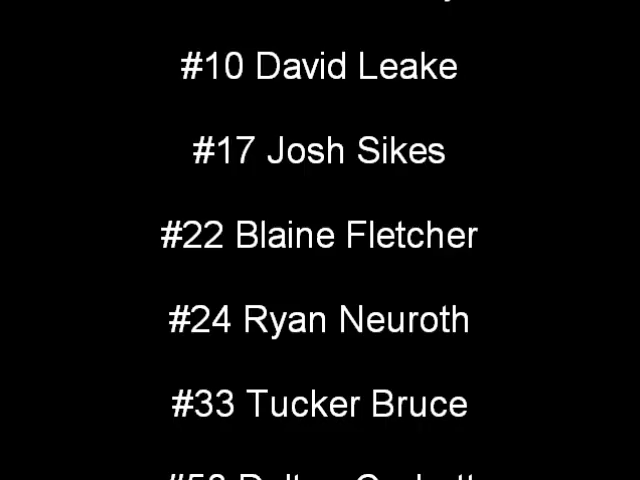 #10 David Leake
#17 Josh Sikes
#22 Blaine Fletcher
#24 Ryan Neuroth
#33 Tucker Bruce